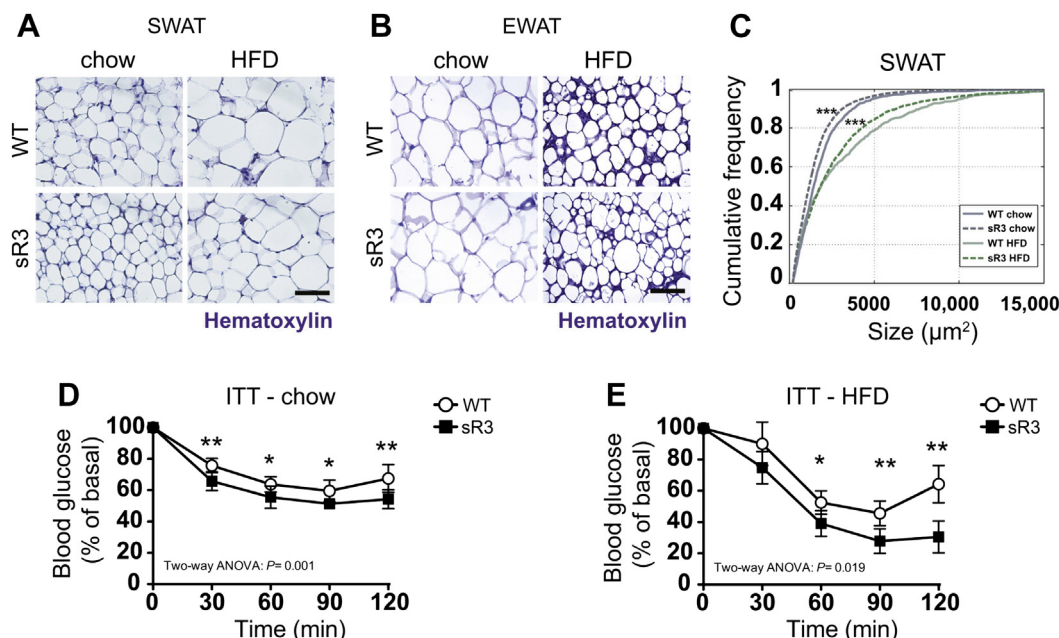 A SWAT
chow HFD
WT
sR3
Hematoxylin
B EWAT
chow HFD
WT
sR3
Hematoxylin
C SWAT
Cumulative frequency
1
0.8
0.6
0.4
0.2
0
***
***
WT chow
sR3 chow
WT HFD
sR3 HFD
0 5000 10,000 15,000
Size (µm²)
D ITT - chow
WT
sR3
Blood glucose
(% of basal)
100
80
60
40
20
0
** * * **
Two-way ANOVA: P= 0.001
0 30 60 90 120
Time (min)
E ITT - HFD
WT
sR3
Blood glucose
(% of basal)
100
80
60
40
20
0
* ** **
Two-way ANOVA: P= 0.019
0 30 60 90 120
Time (min)